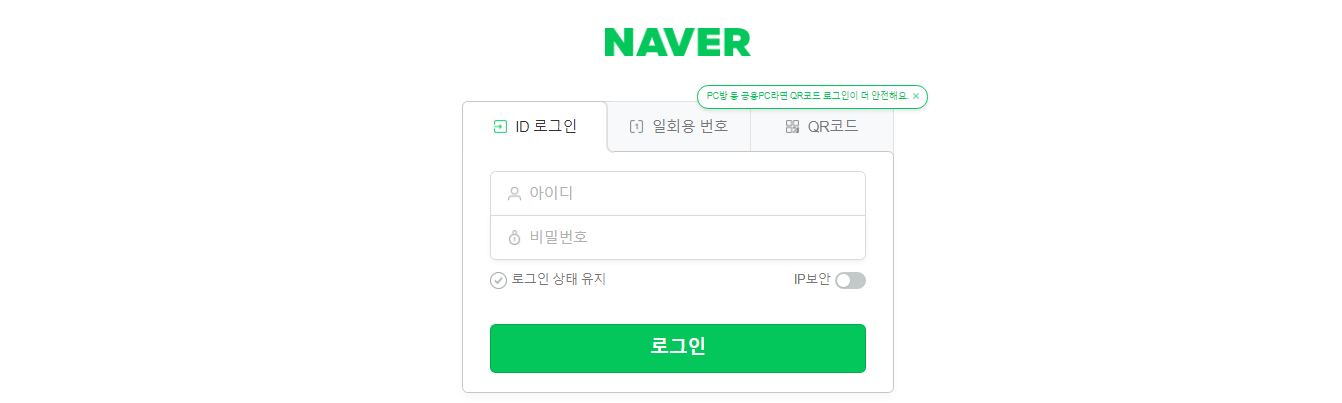 NAVER
PC방 등 공용PC라면 QR코드 로그인이 더 안전해요.
ID 로그인
일회용 번호
QR코드
아이디
비밀번호
로그인 상태 유지
IP보안
로그인